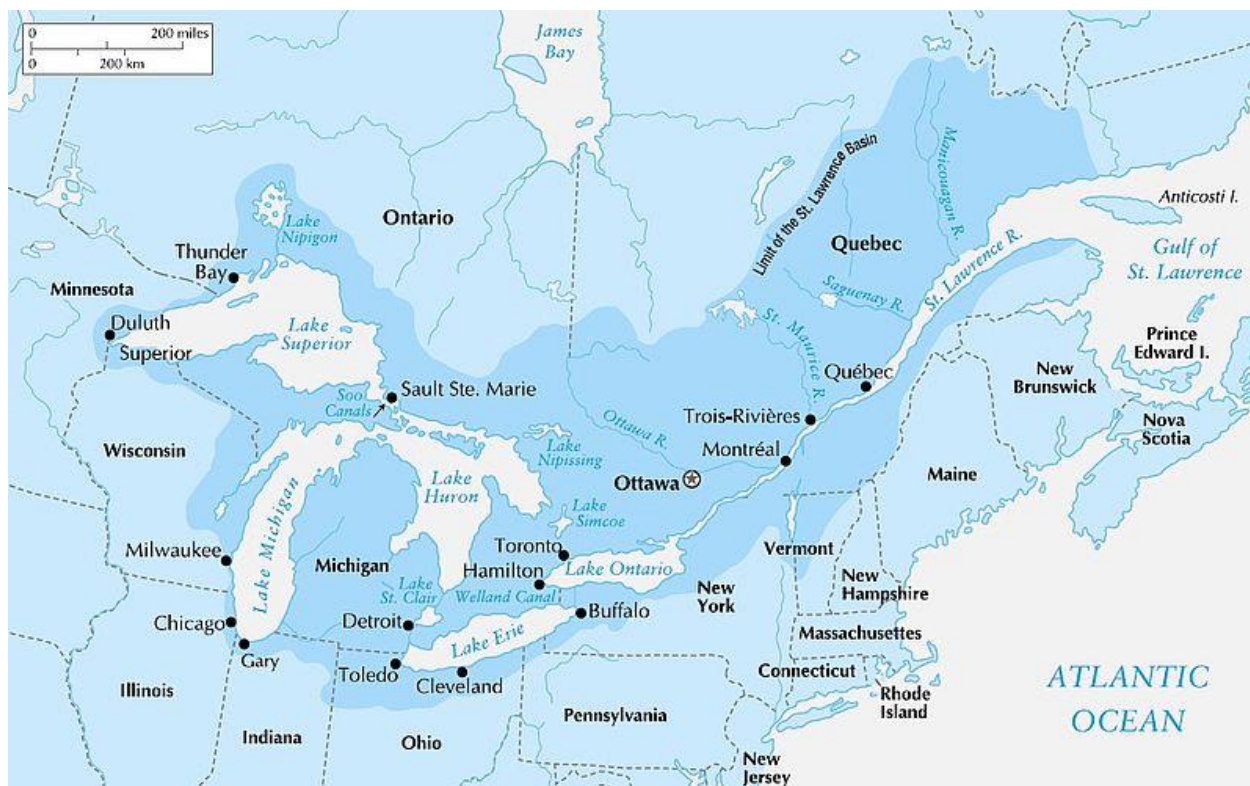 0 200 miles
0 200 km
James
Bay
Limit of the St. Lawrence Basin
Manicouagan R.
Anticosti I.
Lake
Nipigon
Ontario
Quebec
St. Lawrence R.
Gulf of
St. Lawrence
Thunder
Bay
Minnesota
Saguenay R.
Duluth
Superior
Lake
Superior
St. Maurice R.
Prince
Edward I.
New
Brunswick
Québec
Sault Ste. Marie
Soo
Canals
Trois-Rivières
Nova
Scotia
Ottawa R.
Wisconsin
Lake
Nipissing
Montréal
Maine
Lake
Huron
Ottawa
Lake Michigan
Lake
Simcoe
Milwaukee
Toronto
Vermont
Michigan
Hamilton
Lake Ontario
New
Hampshire
Lake
St. Clair
Welland Canal
New
York
Chicago
Detroit
Buffalo
Massachusetts
Lake Erie
Gary
Toledo
Cleveland
Connecticut
Rhode
Island
ATLANTIC
OCEAN
Illinois
Pennsylvania
Indiana
Ohio
New
Jersey